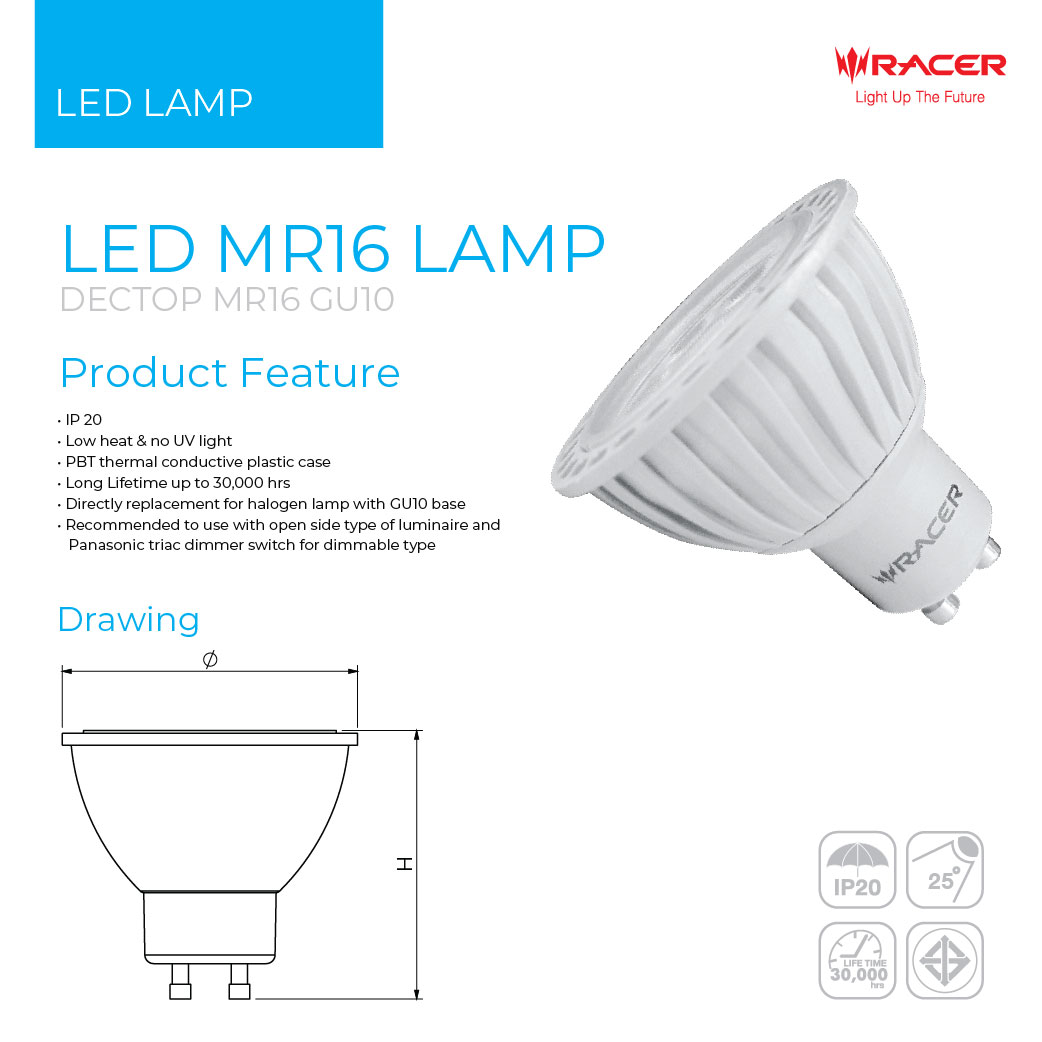 LED LAMP
RACER
Light Up The Future
LED MR16 LAMP
DECTOP MR16 GU10
Product Feature
• IP 20
• Low heat & no UV light
• PBT thermal conductive plastic case
• Long Lifetime up to 30,000 hrs
• Directly replacement for halogen lamp with GU10 base
• Recommended to use with open side type of luminaire and
Panasonic triac dimmer switch for dimmable type
RACER
Drawing
Ø
H
IP20
25°
LIFE TIME
30,000
hrs